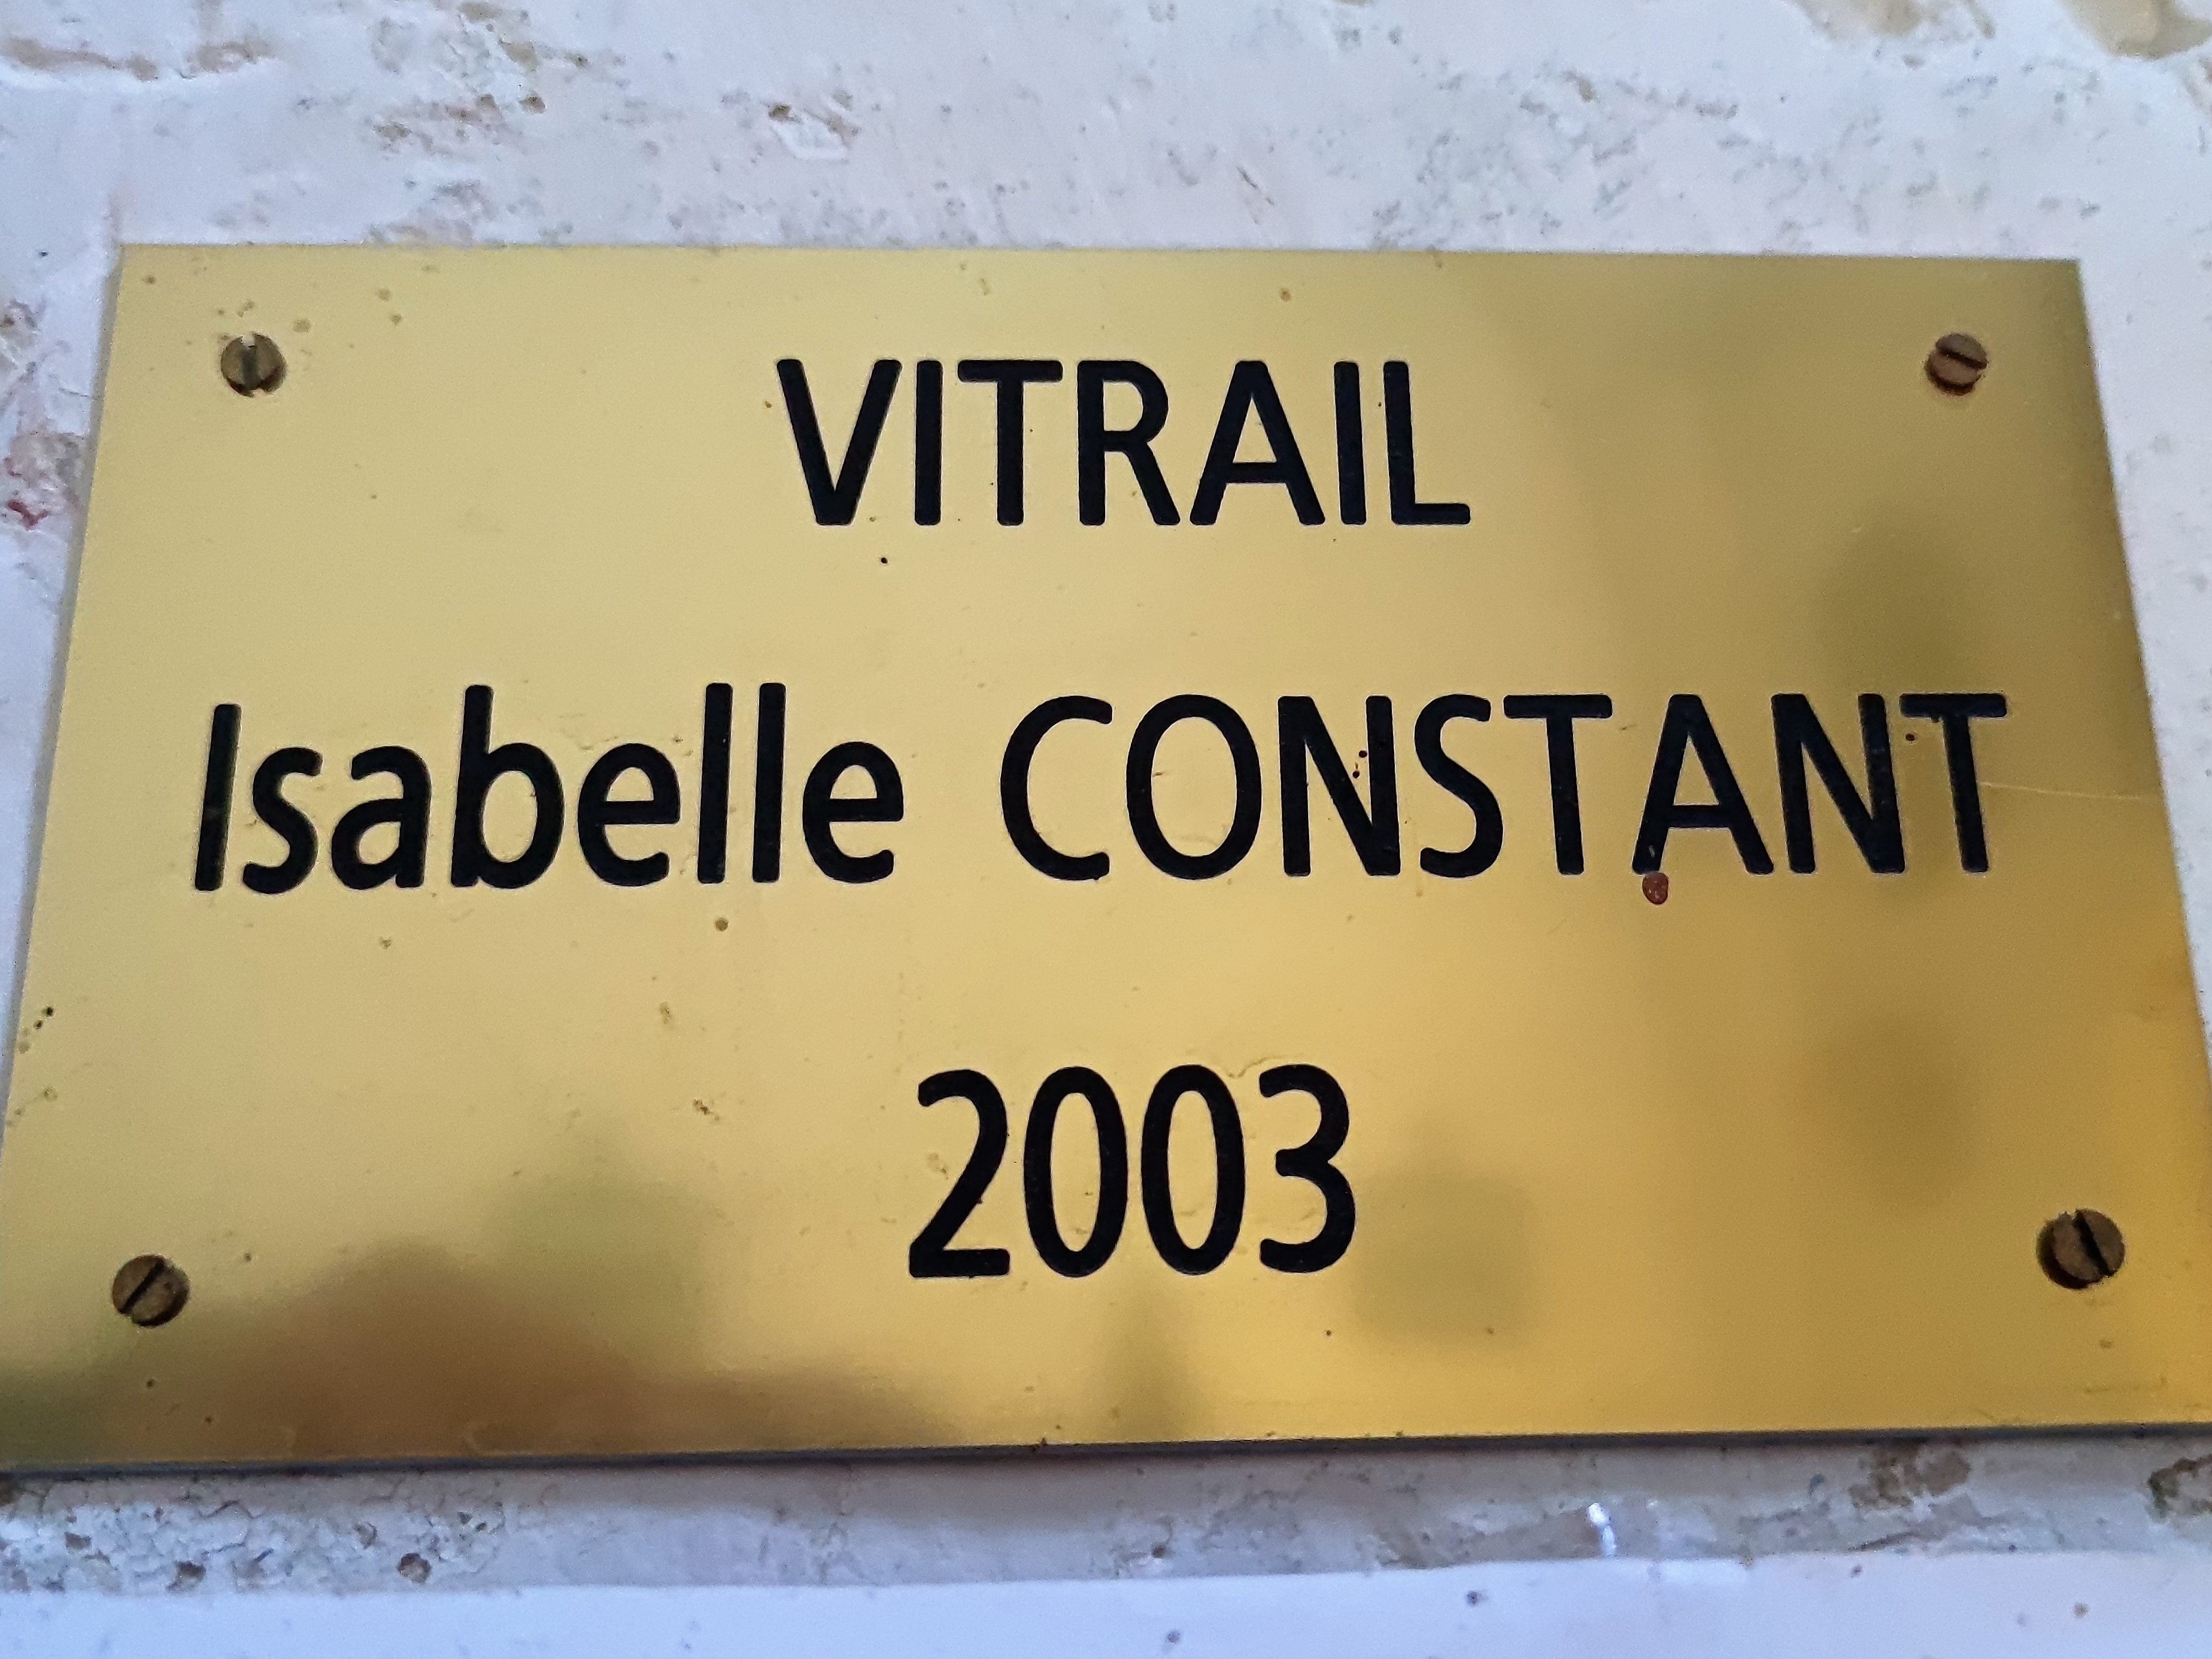 VITRAIL
Isabelle CONSTANT
2003